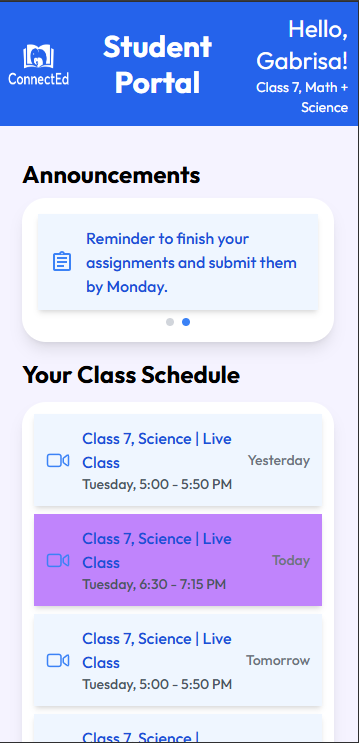 ConnectEd
Student
Portal
Hello,
Gabrisa!
Class 7, Math +
Science
Announcements
Reminder to finish your
assignments and submit them
by Monday.
Your Class Schedule
Class 7, Science | Live
Class
Tuesday, 5:00 - 5:50 PM
Yesterday
Class 7, Science | Live
Class
Tuesday, 6:30 - 7:15 PM
Today
Class 7, Science | Live
Class
Tuesday, 5:00 - 5:50 PM
Tomorrow
Class 7, Science |